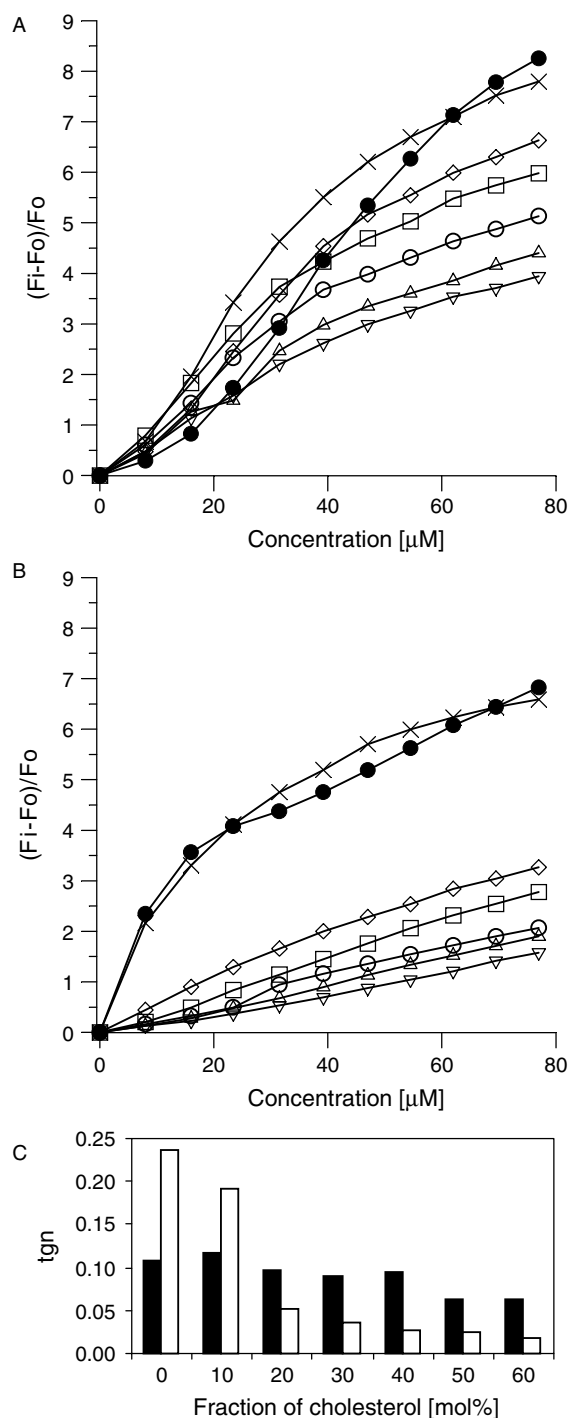 A
(Fi-Fo)/Fo
9
8
7
6
5
4
3
2
1
0
0 20 40 60 80
Concentration [μM]
B
(Fi-Fo)/Fo
9
8
7
6
5
4
3
2
1
0
0 20 40 60 80
Concentration [μM]
C
tgn
0.25
0.20
0.15
0.10
0.05
0.00
0 10 20 30 40 50 60
Fraction of cholesterol [mol%]